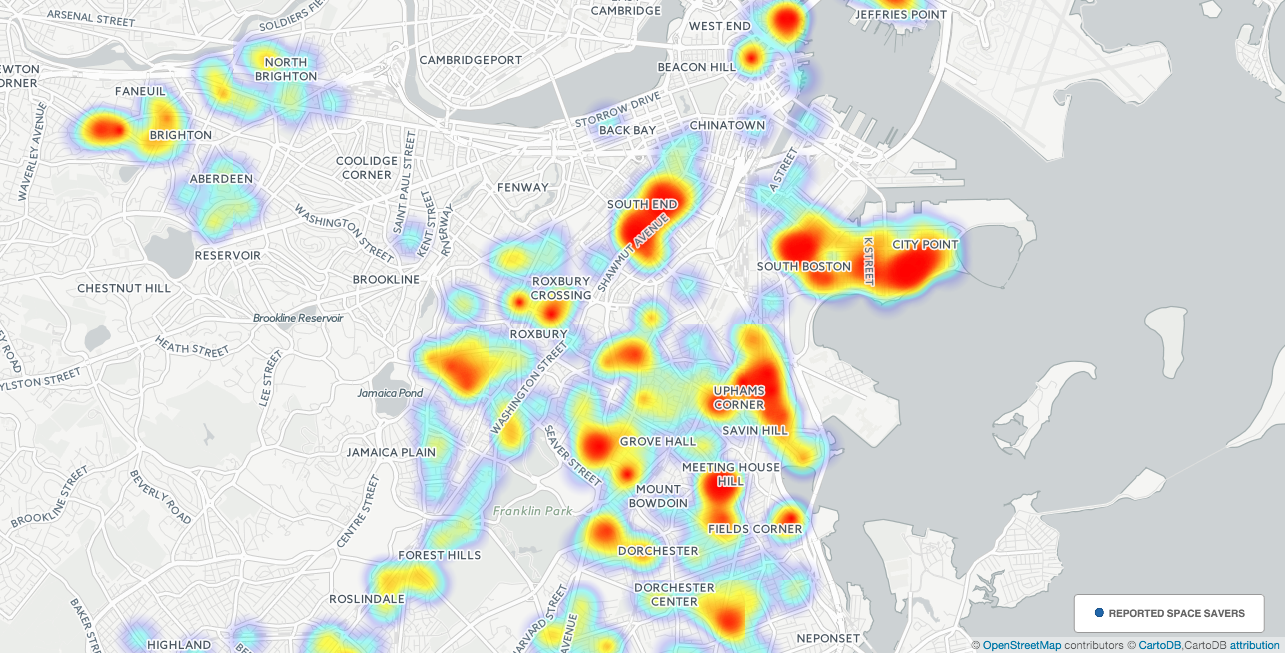 ARSENAL STREET
SOLDIERS FIE
CAMBRIDGE
WEST END
JEFFRIES POINT
NORTH
BRIGHTON
CAMBRIDGEPORT
BEACON HILL
FANEUIL
STORROW DRIVE
BACK BAY
CHINATOWN
BRIGHTON
WAVERLEY AVENUE
COOLIDGE
CORNER
SAINT PAUL STREET
A STREET
ABERDEEN
FENWAY
KENT STREET
RIVERWAY
SOUTH END
WASHINGTON STREET
SHAWMUT AVENUE
RESERVOIR
K STREET
CITY POINT
SOUTH BOSTON
CHESTNUT HILL
BROOKLINE
ROXBURY
CROSSING
Brookline Reservoir
ROXBURY
HEATH STREET
LEE STREET
WASHINGTON STREET
Jamaica Pond
UPHAMS
CORNER
SAVIN HILL
GROVE HALL
SEAVER STREET
JAMAICA PLAIN
MEETING HOUSE
HILL
MOUNT
BOWDOIN
BROOKLINE STREET
BEVERLY ROAD
CENTRE STREET
Franklin Park
FIELDS CORNER
FOREST HILLS
DORCHESTER
DORCHESTER
CENTER
ROSLINDALE
HARVARD STREET
AVENUE
BAKER STR
HIGHLAND
NEPONSET
REPORTED SPACE SAVERS
© OpenStreetMap contributors © CartoDB,CartoDB attribution